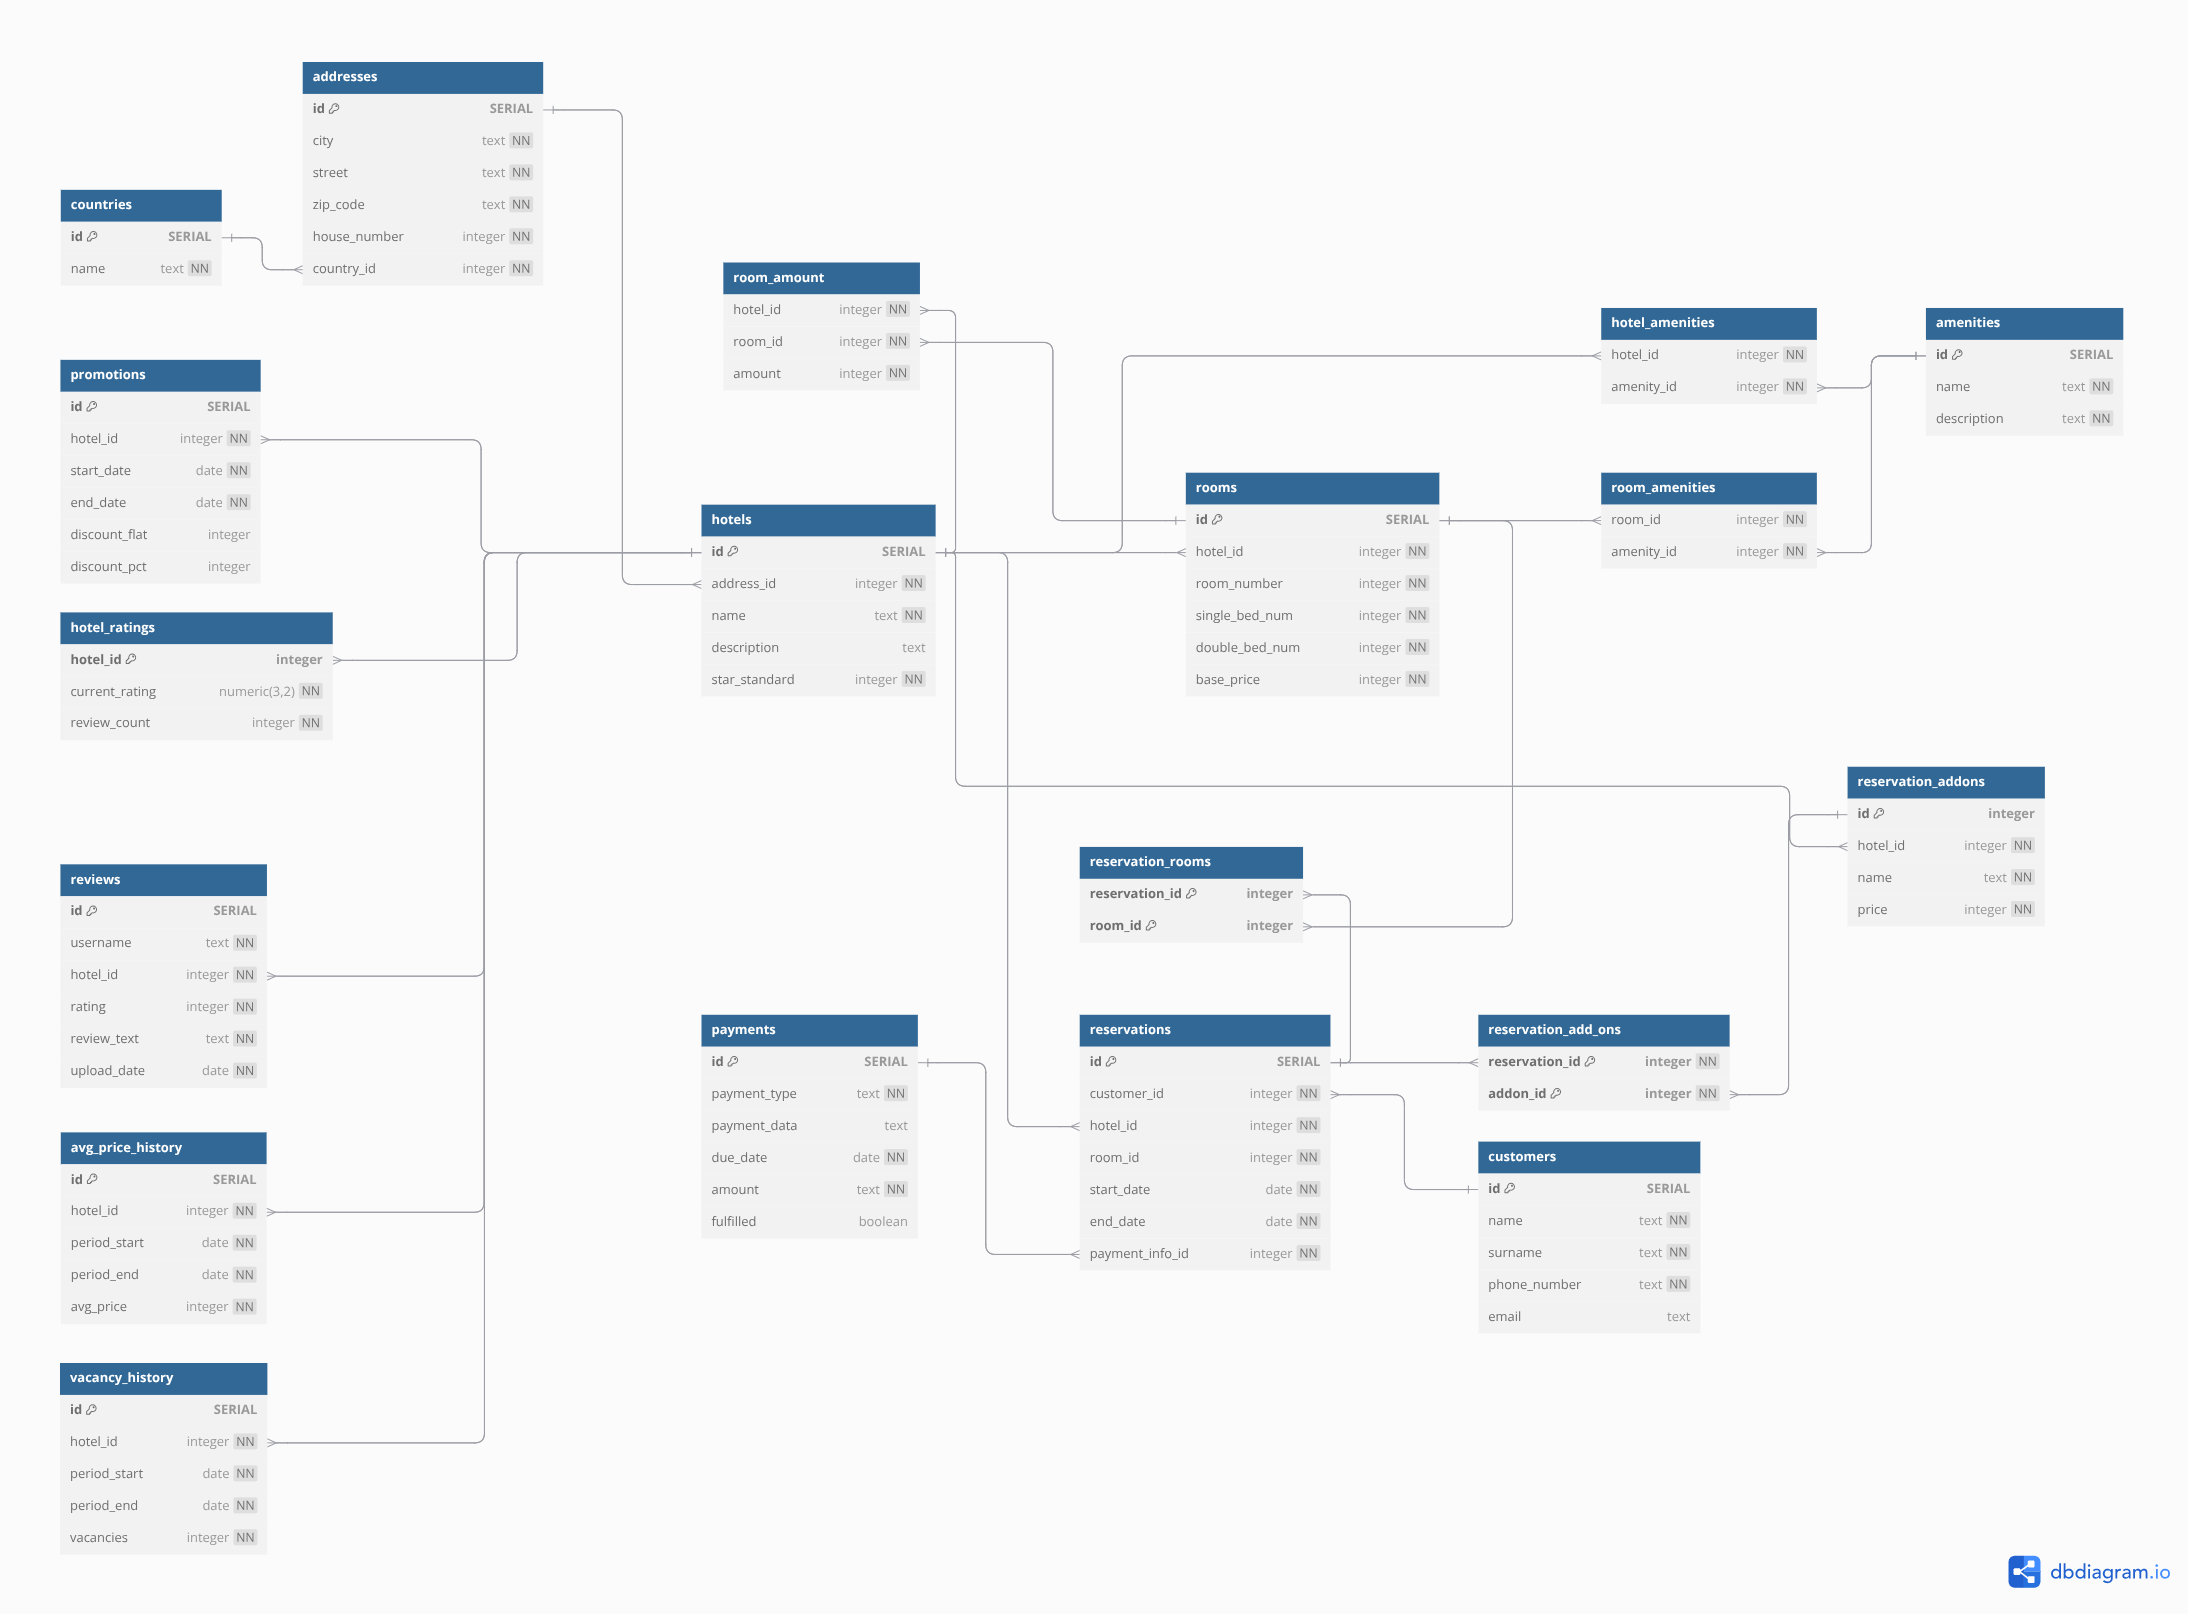 addresses
id SERIAL
city text NN
street text NN
zip_code text NN
house_number integer NN
country_id integer NN
countries
id SERIAL
name text NN
room_amount
hotel_id integer NN
room_id integer NN
amount integer NN
hotel_amenities
hotel_id integer NN
amenity_id integer NN
amenities
id SERIAL
name text NN
description text NN
promotions
id SERIAL
hotel_id integer NN
start_date date NN
end_date date NN
discount_flat integer
discount_pct integer
hotels
id SERIAL
address_id integer NN
name text NN
description text
star_standard integer NN
rooms
id SERIAL
hotel_id integer NN
room_number integer NN
single_bed_num integer NN
double_bed_num integer NN
base_price integer NN
room_amenities
room_id integer NN
amenity_id integer NN
hotel_ratings
hotel_id integer
current_rating numeric(3,2) NN
review_count integer NN
reservation_addons
id integer
hotel_id integer NN
name text NN
price integer NN
reviews
id SERIAL
username text NN
hotel_id integer NN
rating integer NN
review_text text NN
upload_date date NN
reservation_rooms
reservation_id integer
room_id integer
payments
id SERIAL
payment_type text NN
payment_data text
due_date date NN
amount text NN
fulfilled boolean
reservations
id SERIAL
customer_id integer NN
hotel_id integer NN
room_id integer NN
start_date date NN
end_date date NN
payment_info_id integer NN
reservation_add_ons
reservation_id integer NN
addon_id integer NN
customers
id SERIAL
name text NN
surname text NN
phone_number text NN
email text
avg_price_history
id SERIAL
hotel_id integer NN
period_start date NN
period_end date NN
avg_price integer NN
vacancy_history
id SERIAL
hotel_id integer NN
period_start date NN
period_end date NN
vacancies integer NN
dbdiagram.io